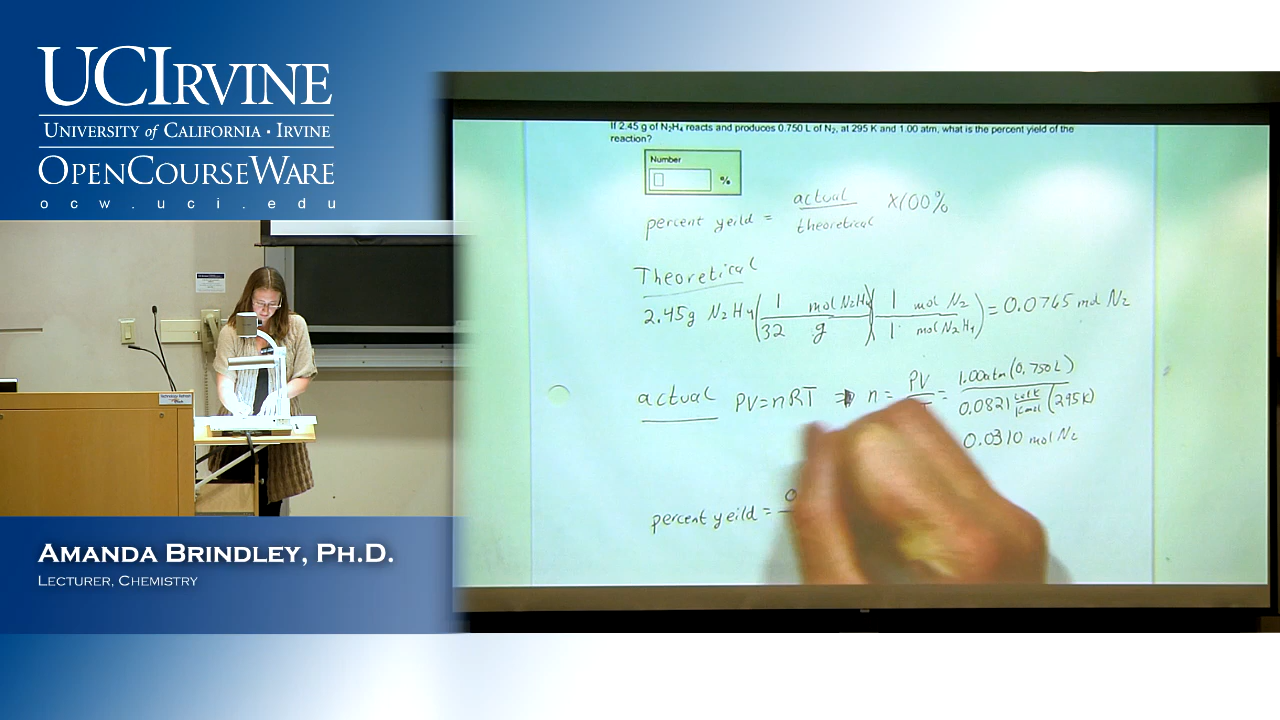 UCIRVINE
UNIVERSITY of CALIFORNIA · IRVINE
OPENCOURSEWARE
ocw.uci.edu
AMANDA BRINDLEY, PH.D.
LECTURER, CHEMISTRY
If 2.45 g of N₂H₄ reacts and produces 0.750 L of N₂, at 295 K and 1.00 atm, what is the percent yield of the
reaction?
Number
%
percent yeild = actual / theoretical x100%
Theoretical
2.45g N₂H₄ (1 mol N₂H₄ / 32 g)(1 mol N₂ / 1 mol N₂H₄) = 0.0765 mol N₂
actual PV=nRT ⇒ n = PV = 1.00atm (0.750L) / 0.0821 (295K)
0.0310 mol N₂
percent yeild = 0